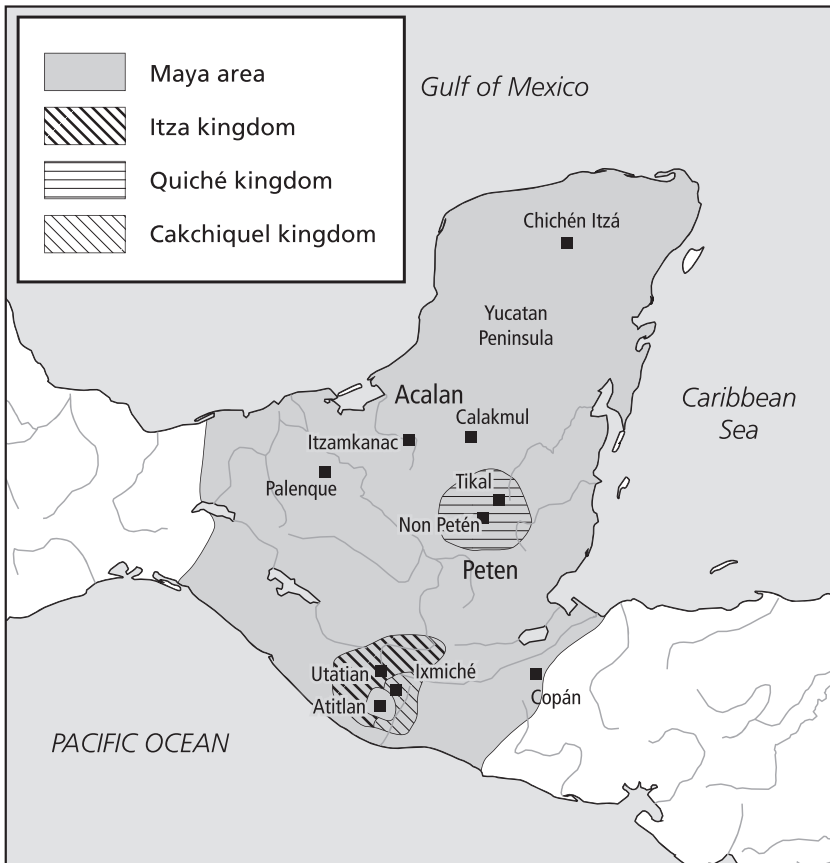 Maya area
Itza kingdom
Quiché kingdom
Cakchiquel kingdom
Gulf of Mexico
Chichén Itzá
Yucatan
Peninsula
Acalan
Calakmul
Caribbean
Sea
Itzamkanac
Palenque
Tikal
Non Petén
Peten
Utatian
Ixmiché
Atitlan
Copán
PACIFIC OCEAN